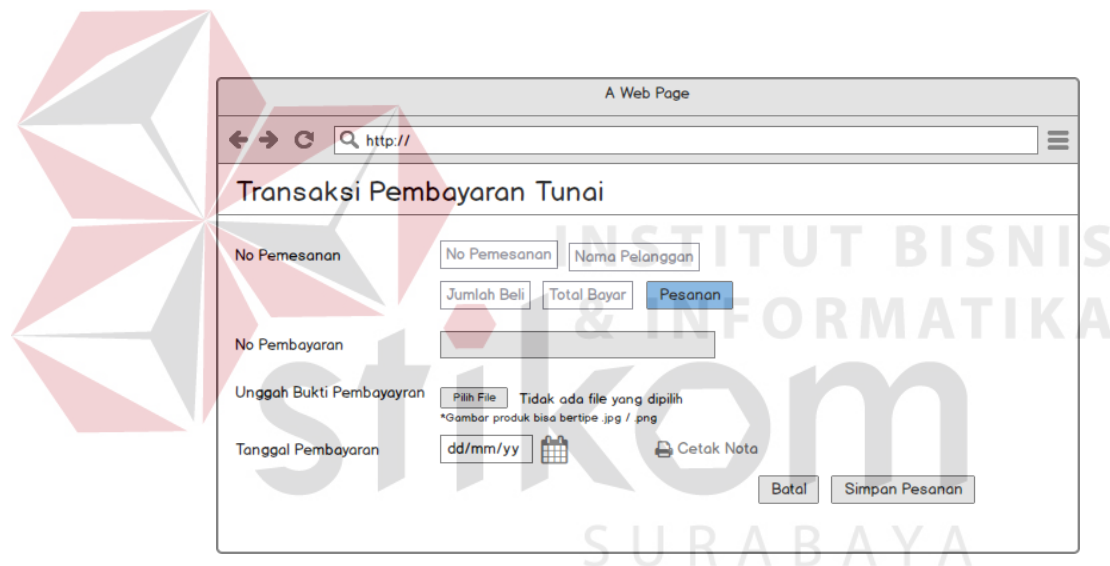 A Web Page
http://
Transaksi Pembayaran Tunai
No Pemesanan
No Pemesanan Nama Pelanggan
Jumlah Beli Total Bayar Pesanan
No Pembayaran
Unggah Bukti Pembayayran
Pilih File Tidak ada file yang dipilih
*Gambar produk bisa bertipe .jpg / .png
Tanggal Pembayaran dd/mm/yy Cetak Nota
Batal Simpan Pesanan
INSTITUT BISNIS
& INFORMATIKA
stikom
SURABAYA